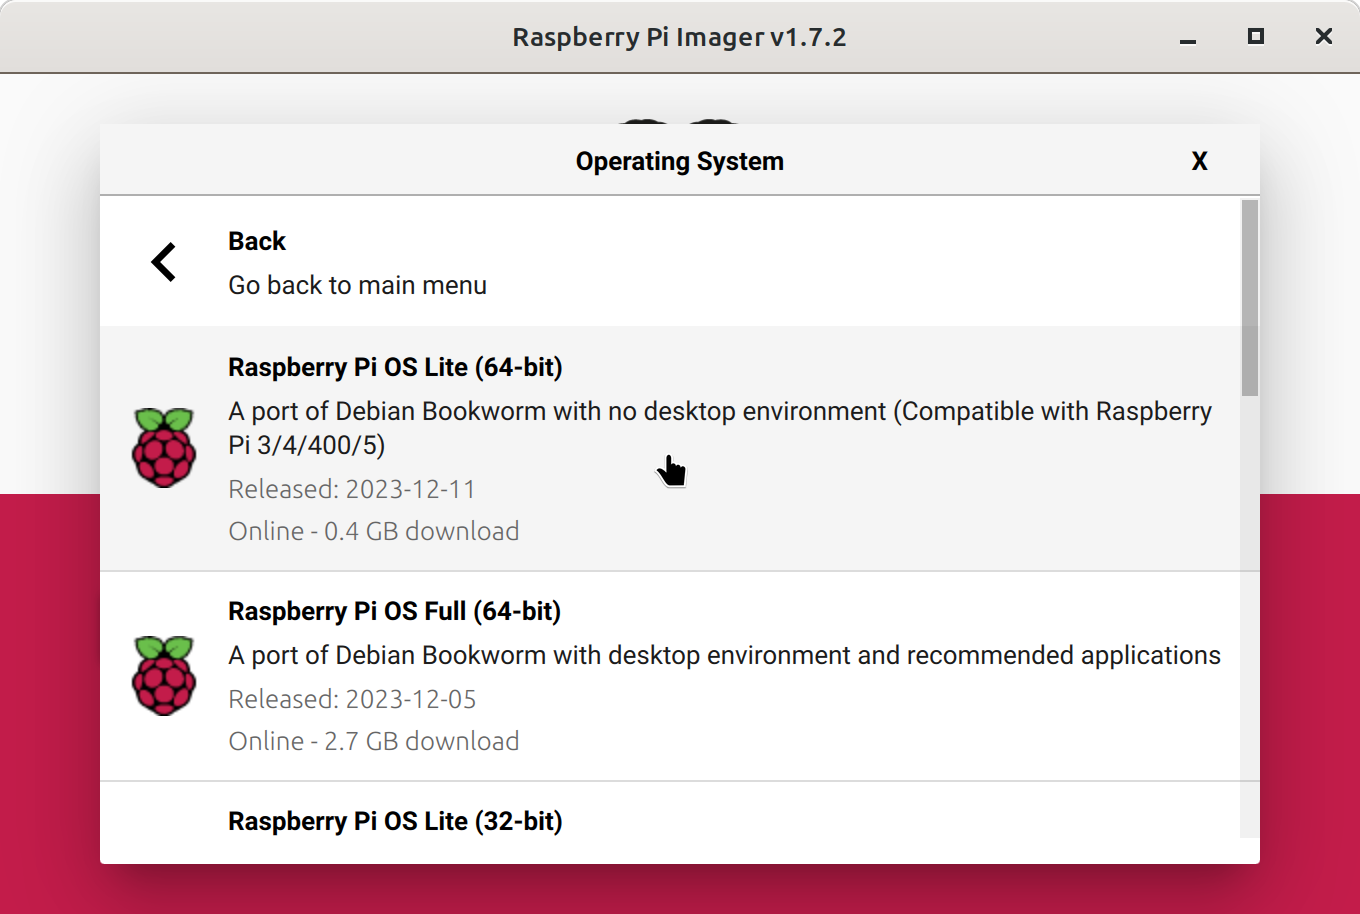 Raspberry Pi Imager v1.7.2
Operating System
X
Back
Go back to main menu
Raspberry Pi OS Lite (64-bit)
A port of Debian Bookworm with no desktop environment (Compatible with Raspberry
Pi 3/4/400/5)
Released: 2023-12-11
Online - 0.4 GB download
Raspberry Pi OS Full (64-bit)
A port of Debian Bookworm with desktop environment and recommended applications
Released: 2023-12-05
Online - 2.7 GB download
Raspberry Pi OS Lite (32-bit)